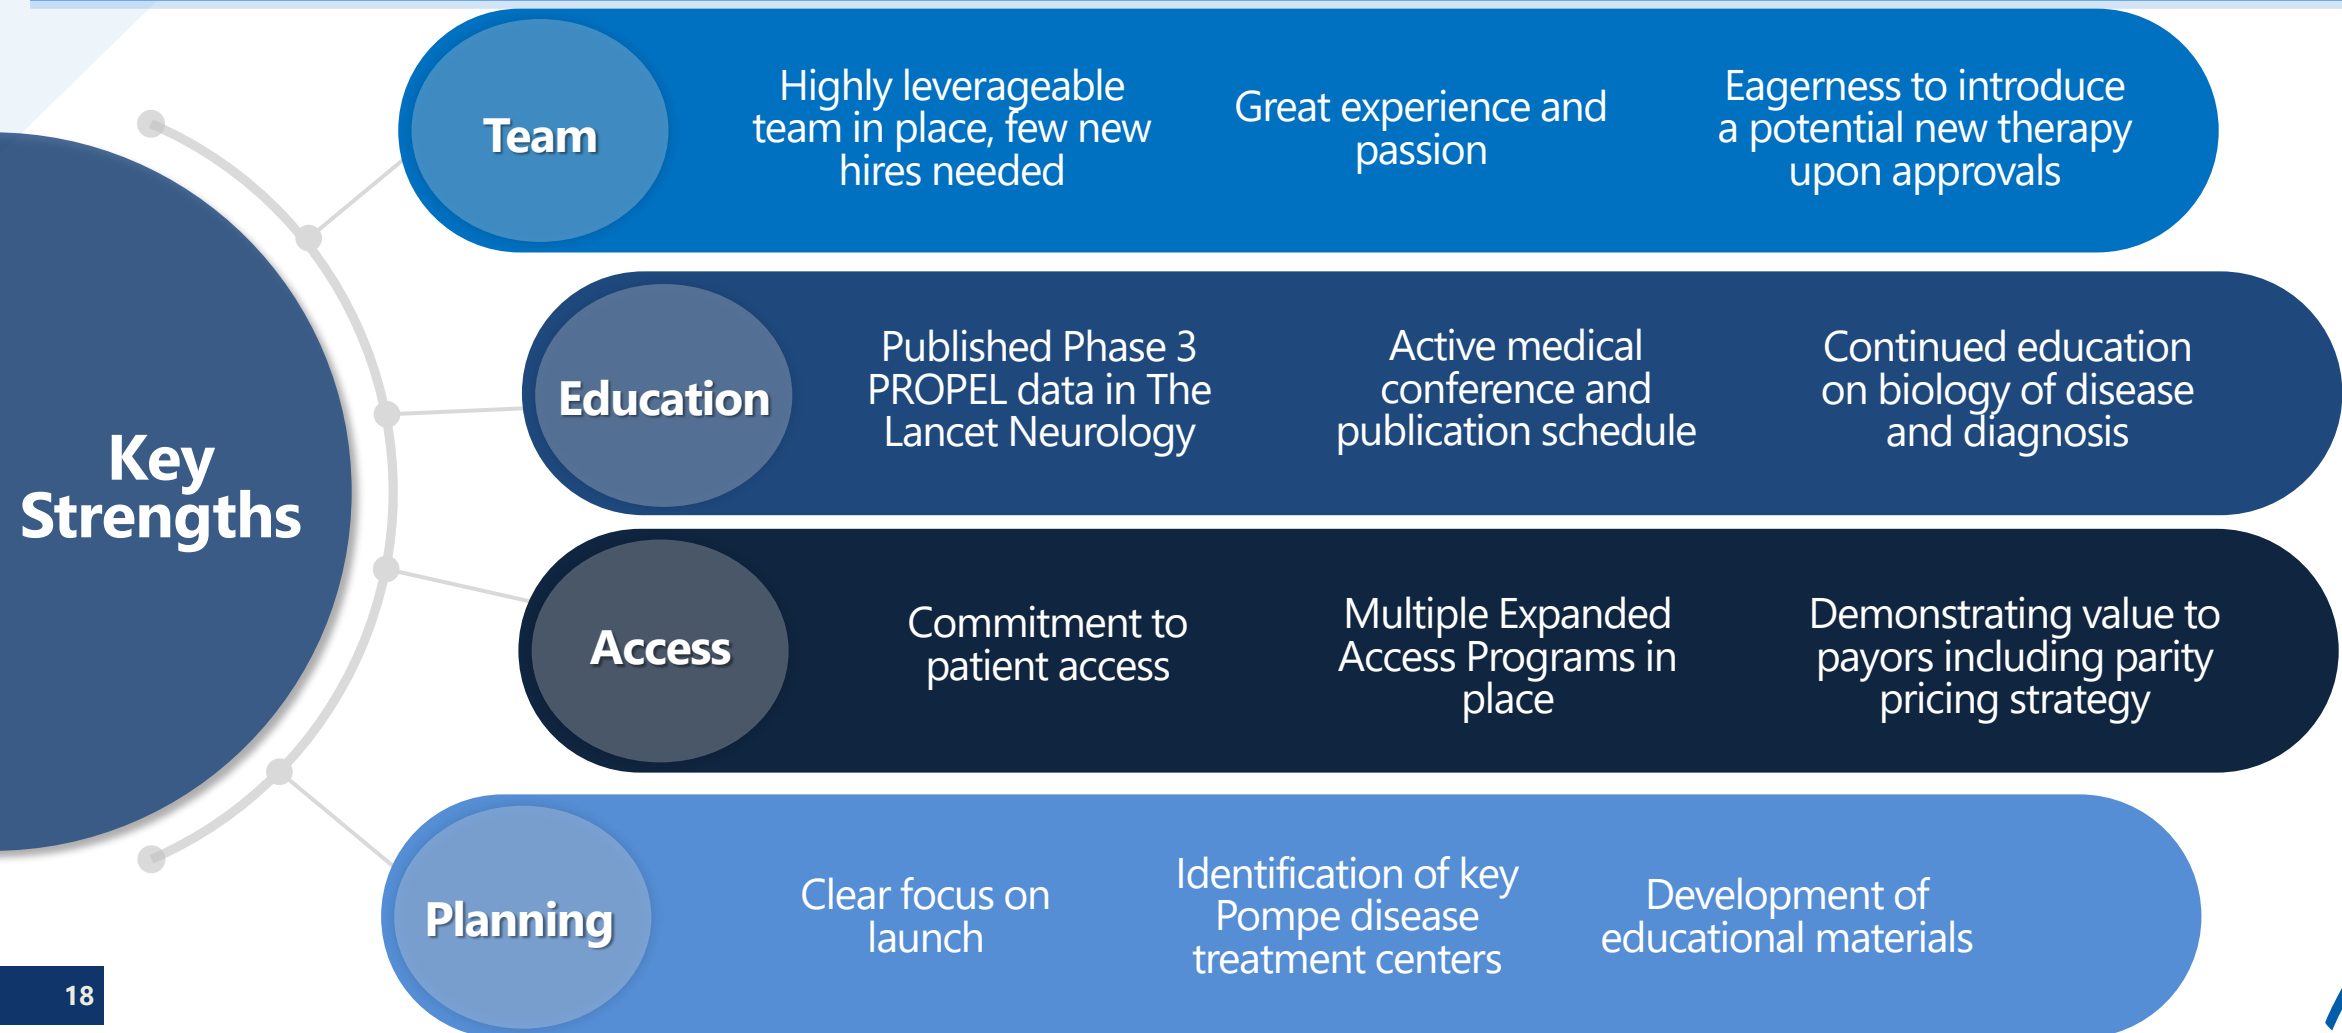 Key
Strengths
Team
Highly leverageable
team in place, few new
hires needed
Great experience and
passion
Eagerness to introduce
a potential new therapy
upon approvals
Education
Published Phase 3
PROPEL data in The
Lancet Neurology
Active medical
conference and
publication schedule
Continued education
on biology of disease
and diagnosis
Access
Commitment to
patient access
Multiple Expanded
Access Programs in
place
Demonstrating value to
payors including parity
pricing strategy
Planning
Clear focus on
launch
Identification of key
Pompe disease
treatment centers
Development of
educational materials
18